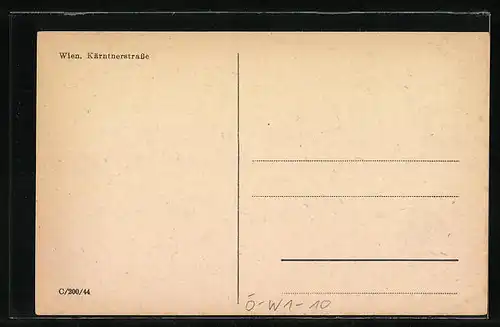 Wien, Kärntnerstraße
C/200/44
Ö-W1-10